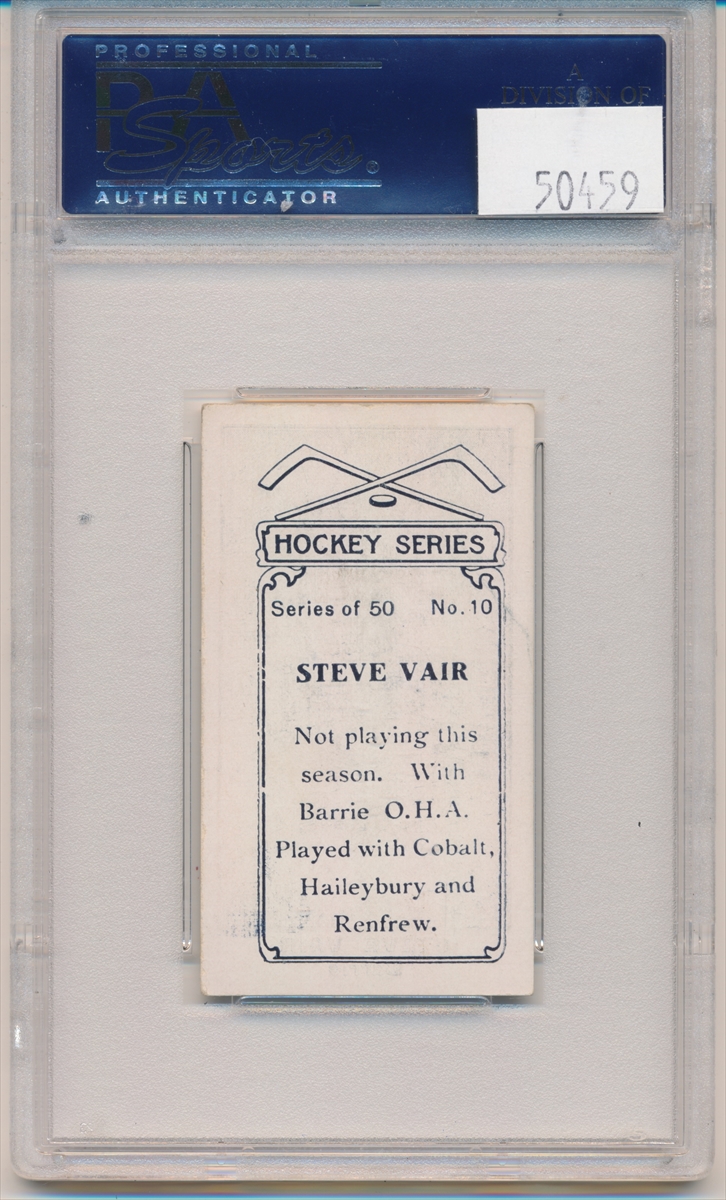 PROFESSIONAL
PSA
Sports
AUTHENTICATOR
A
DIVISION OF
50459
HOCKEY SERIES
Series of 50 No. 10
STEVE VAIR
Not playing this
season. With
Barrie O.H.A.
Played with Cobalt,
Haileybury and
Renfrew.